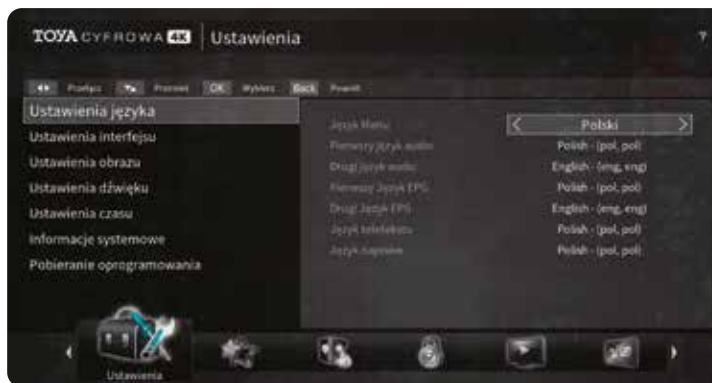 TOYA CYFROWA 4K | Ustawienia ?
Przełącz Przewiń OK Wybierz Back Powrót
Ustawienia języka
Ustawienia interfejsu
Ustawienia obrazu
Ustawienia dźwięku
Ustawienia czasu
Informacje systemowe
Pobieranie oprogramowania
Język Menu < Polski >
Pierwszy język audio Polish - (pol, pol)
Drugi język audio English - (eng, eng)
Pierwszy Język EPG Polish - (pol, pol)
Drugi Język EPG English - (eng, eng)
Język teletekstu Polish - (pol, pol)
Język napisów Polish - (pol, pol)
Ustawienia